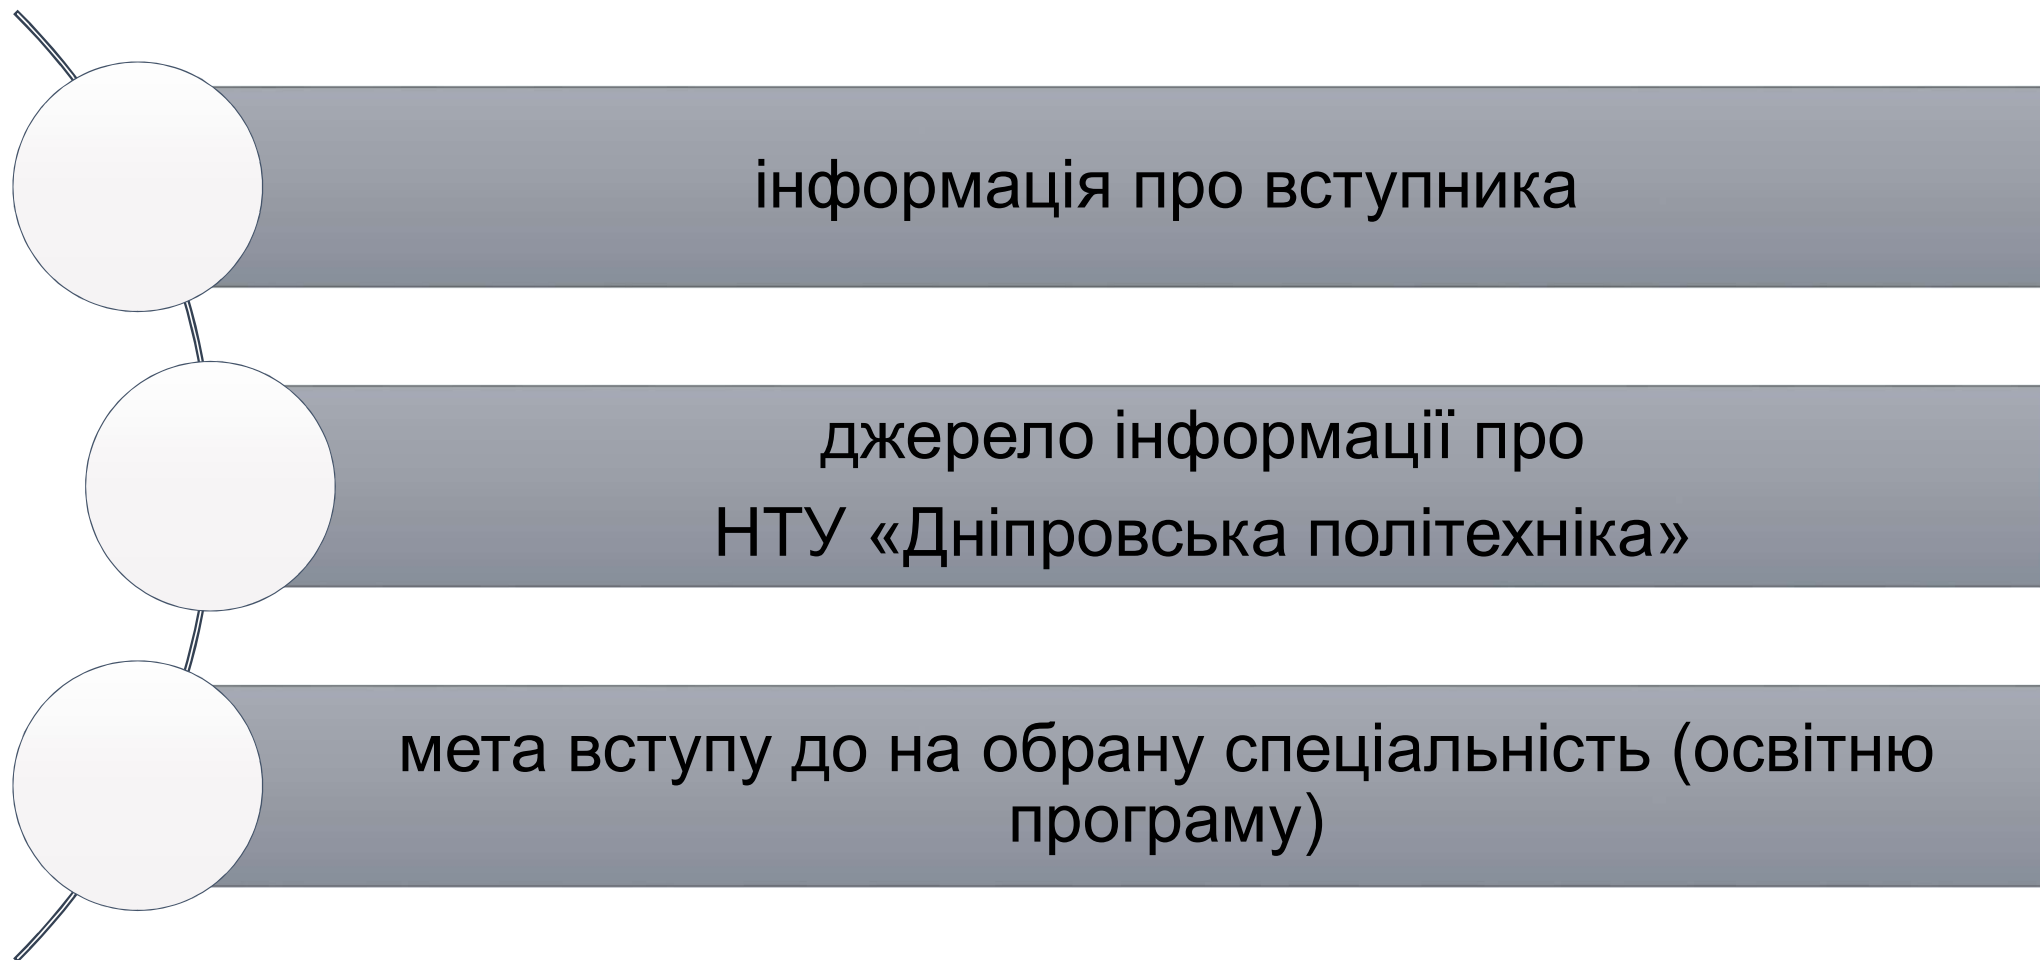 інформація про вступника
джерело інформації про
НТУ «Дніпровська політехніка»
мета вступу до на обрану спеціальність (освітню
програму)